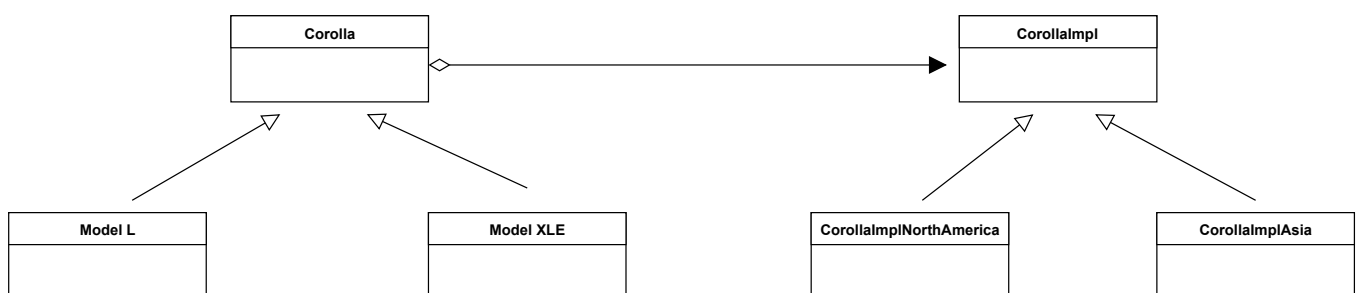 Corolla
CorollaImpl
Model L
Model XLE
CorollaImplNorthAmerica
CorollaImplAsia